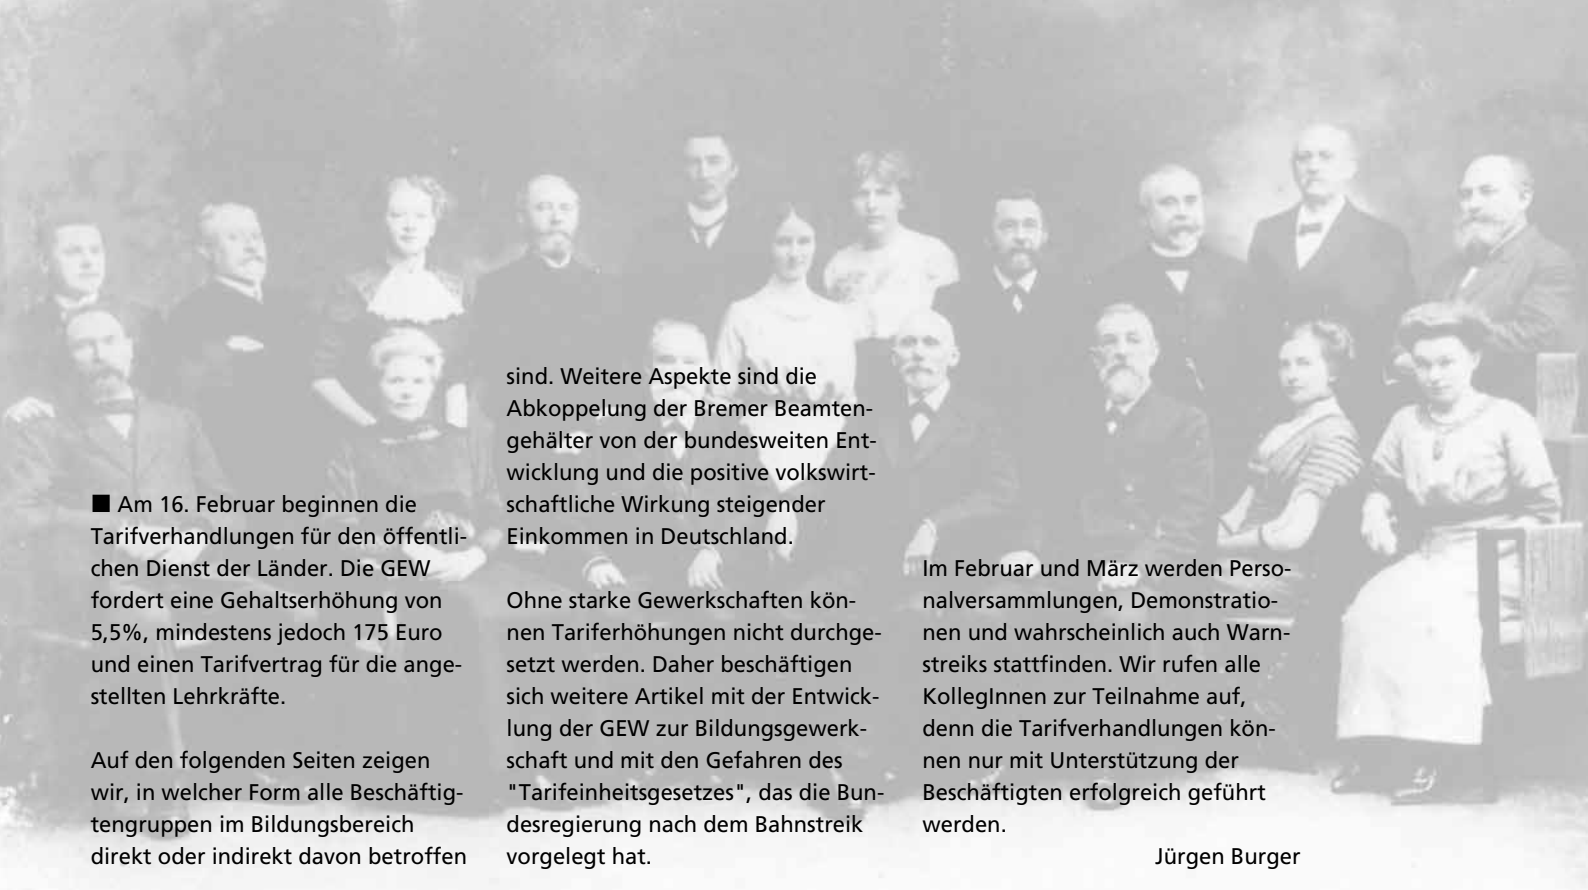 ■ Am 16. Februar beginnen die
Tarifverhandlungen für den öffentli-
chen Dienst der Länder. Die GEW
fordert eine Gehaltserhöhung von
5,5%, mindestens jedoch 175 Euro
und einen Tarifvertrag für die ange-
stellten Lehrkräfte.

Auf den folgenden Seiten zeigen
wir, in welcher Form alle Beschäftig-
tengruppen im Bildungsbereich
direkt oder indirekt davon betroffen
sind. Weitere Aspekte sind die
Abkoppelung der Bremer Beamten-
gehälter von der bundesweiten Ent-
wicklung und die positive volkswirt-
schaftliche Wirkung steigender
Einkommen in Deutschland.

Ohne starke Gewerkschaften kön-
nen Tariferhöhungen nicht durchge-
setzt werden. Daher beschäftigen
sich weitere Artikel mit der Entwick-
lung der GEW zur Bildungsgewerk-
schaft und mit den Gefahren des
"Tarifeinheitsgesetzes", das die Bun-
desregierung nach dem Bahnstreik
vorgelegt hat.

Im Februar und März werden Perso-
nalversammlungen, Demonstratio-
nen und wahrscheinlich auch Warn-
streiks stattfinden. Wir rufen alle
KollegInnen zur Teilnahme auf,
denn die Tarifverhandlungen kön-
nen nur mit Unterstützung der
Beschäftigten erfolgreich geführt
werden.
Jürgen Burger